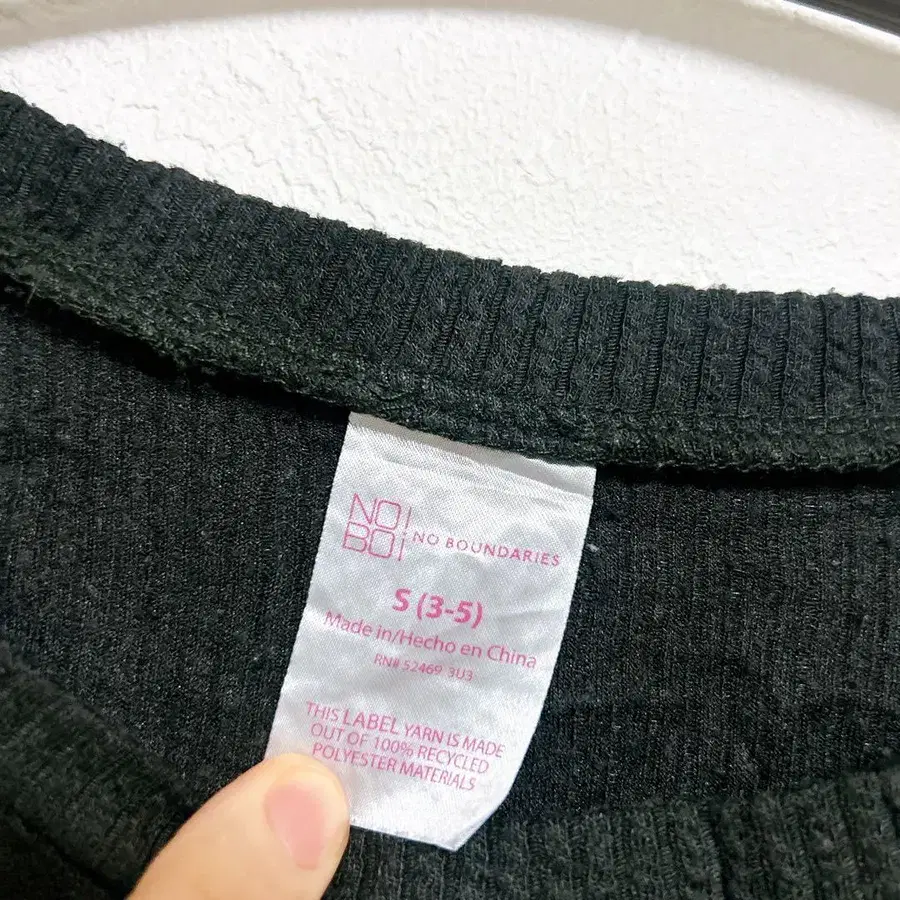 NO!
BOi
NO BOUNDARIES
S (3-5)
Made in/Hecho en China
RN# 52469 3U3
THIS LABEL YARN IS MADE
OUT OF 100% RECYCLED
POLYESTER MATERIALS